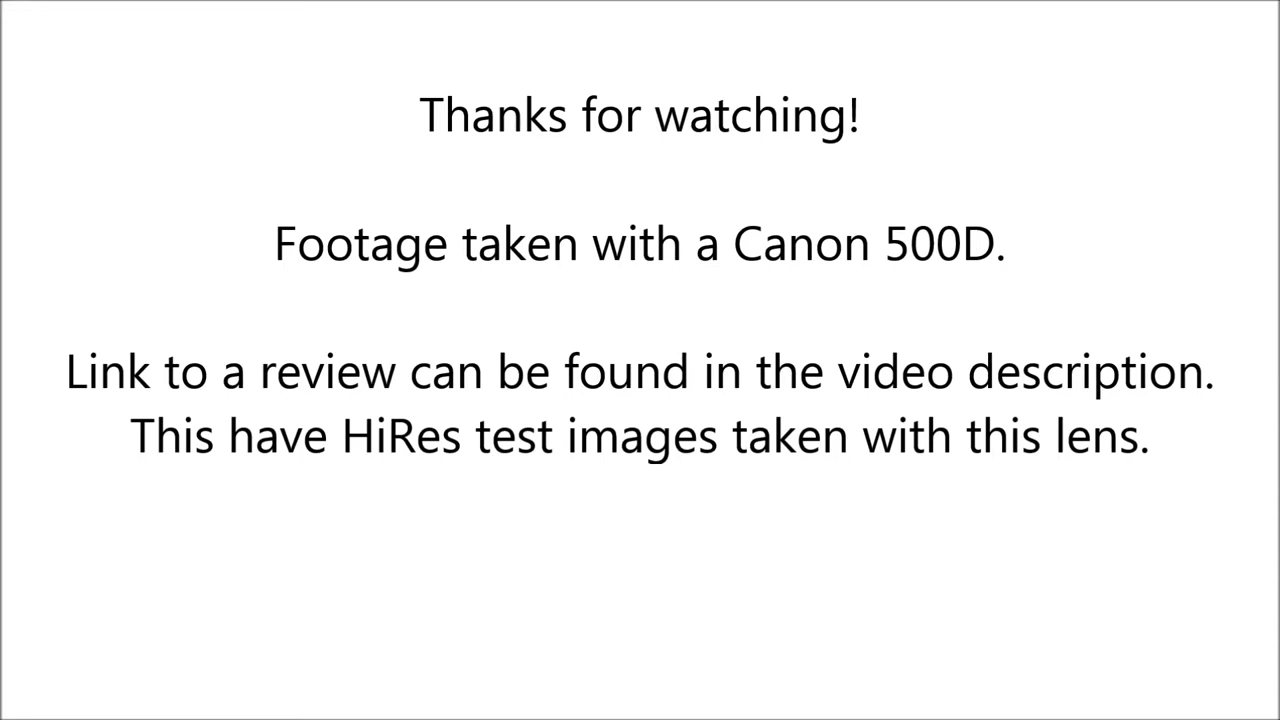 Thanks for watching!
Footage taken with a Canon 500D.
Link to a review can be found in the video description.
This have HiRes test images taken with this lens.